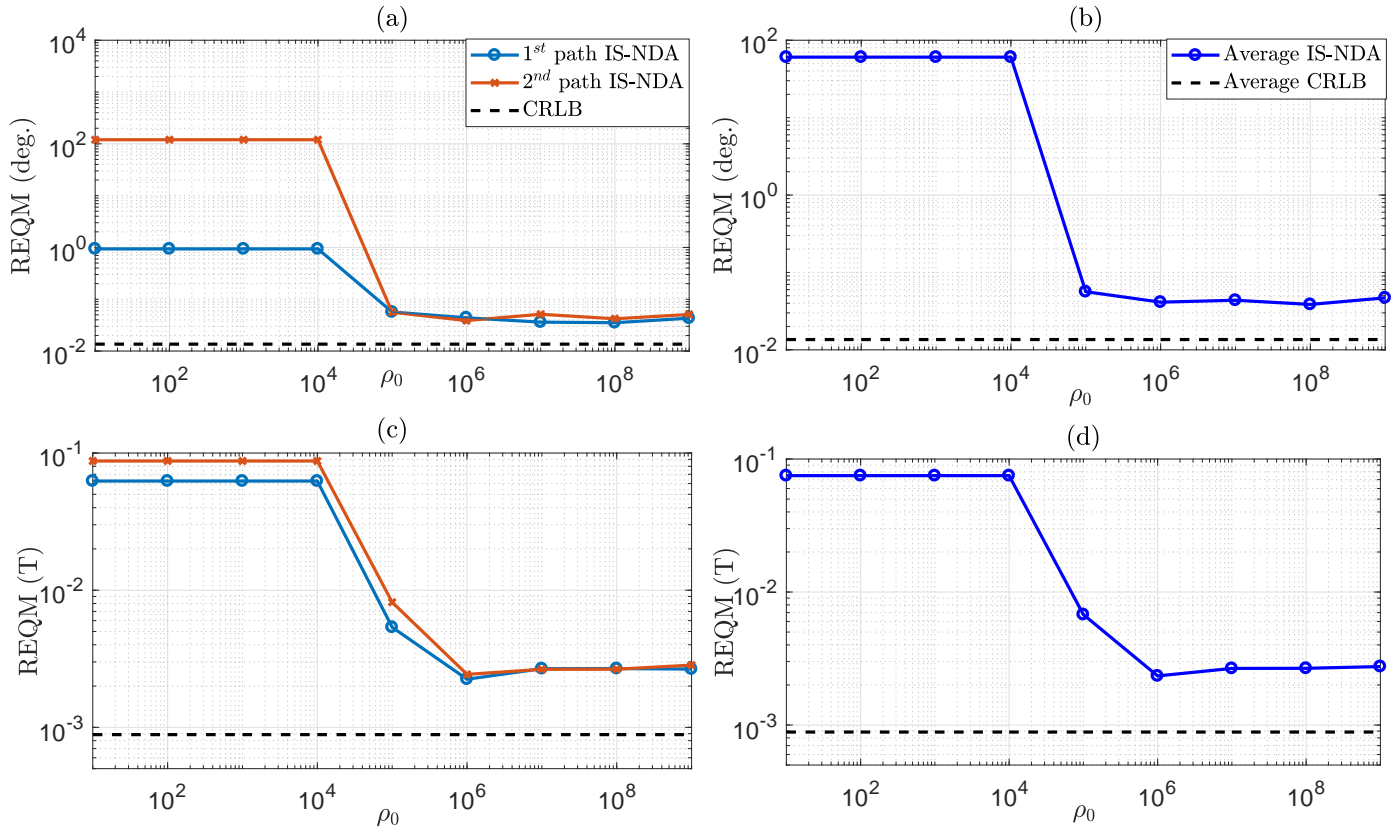 (a)
REQM (deg.)
10^4
10^2
10^0
10^-2
1^st path IS-NDA
2^nd path IS-NDA
CRLB
10^2
10^4
10^6
10^8
ρ_0
(b)
REQM (deg.)
10^2
10^0
10^-2
Average IS-NDA
Average CRLB
10^2
10^4
10^6
10^8
ρ_0
(c)
REQM (T)
10^-1
10^-2
10^-3
10^2
10^4
10^6
10^8
ρ_0
(d)
REQM (T)
10^-1
10^-2
10^-3
10^2
10^4
10^6
10^8
ρ_0